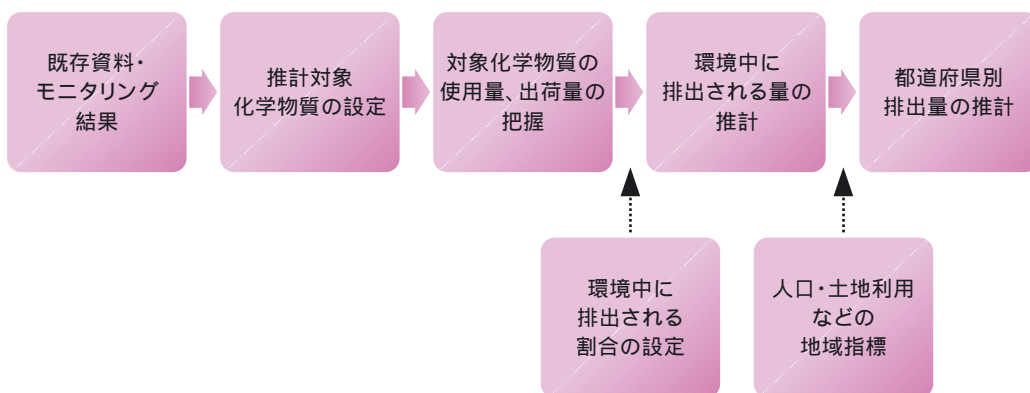 既存資料・
モニタリング
結果
推計対象
化学物質の設定
対象化学物質の
使用量、出荷量の
把握
環境中に
排出される量の
推計
都道府県別
排出量の推計
環境中に
排出される
割合の設定
人口・土地利用
などの
地域指標